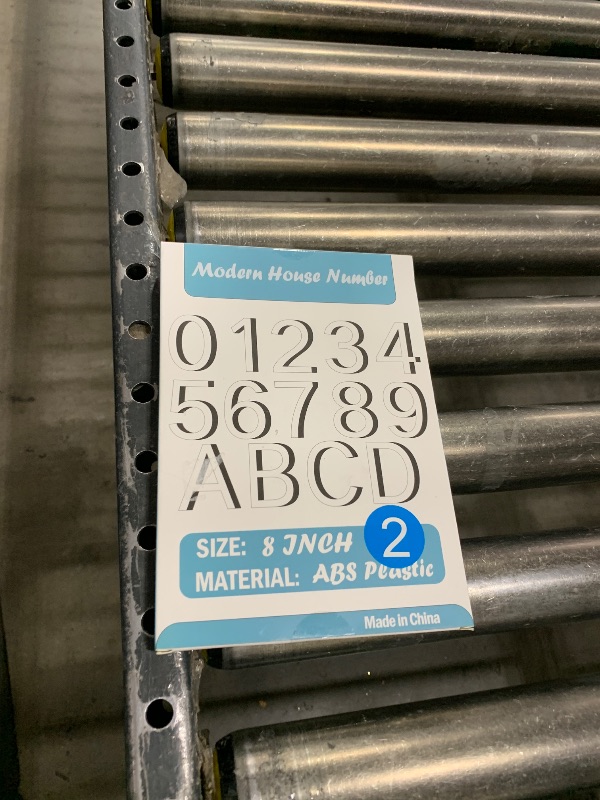 Modern House Number
01234
56789
ABCD
SIZE: 8 INCH
2
MATERIAL: ABS Plastic
Made in China